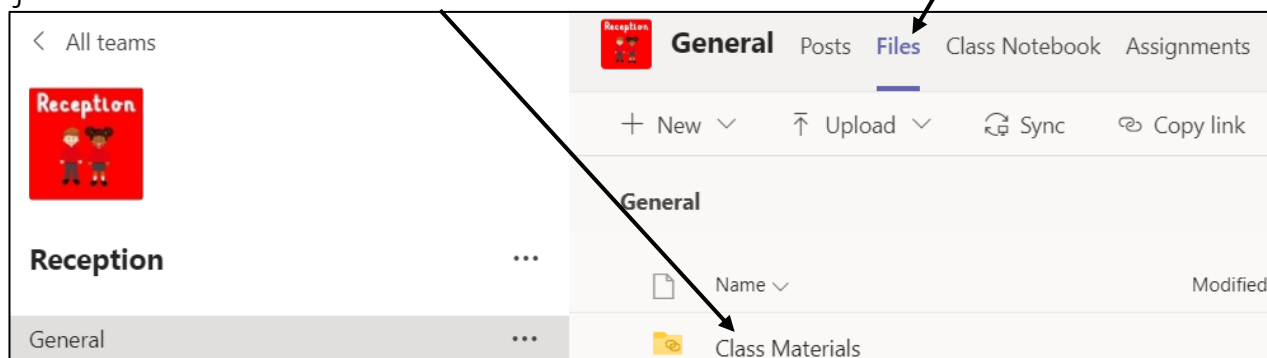 All teams
Reception
Reception
General
Reception
General Posts Files Class Notebook Assignments
New Upload Sync Copy link
General
Name Modified
Class Materials